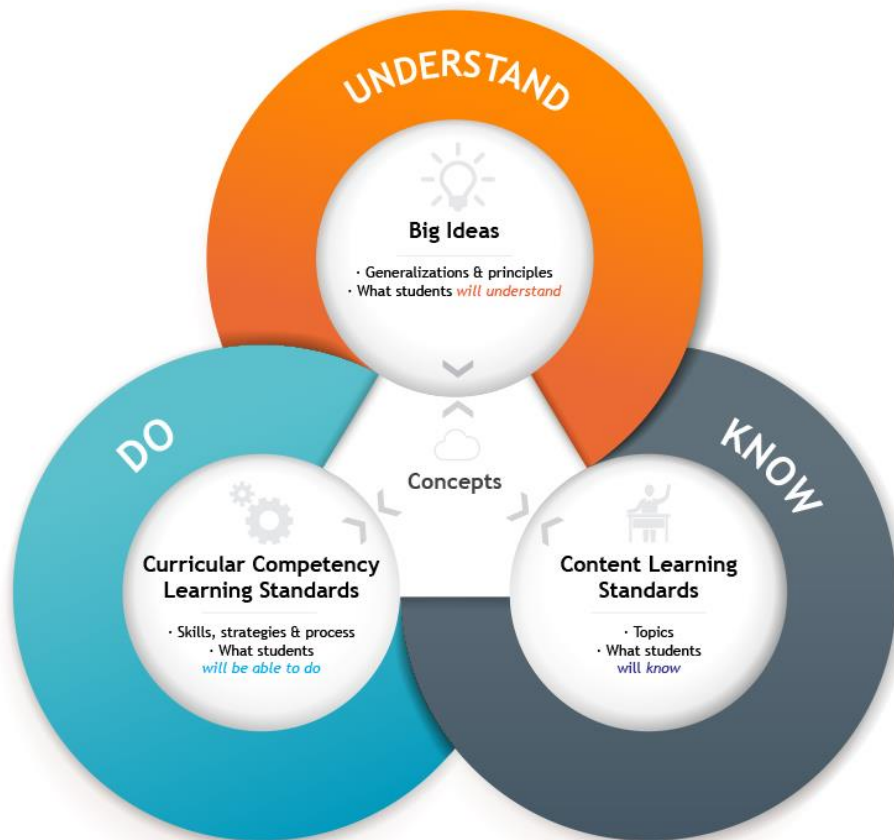 UNDERSTAND
Big Ideas
· Generalizations & principles
· What students will understand
Concepts
DO
Curricular Competency
Learning Standards
· Skills, strategies & process
· What students
will be able to do
KNOW
Content Learning
Standards
· Topics
· What students
will know